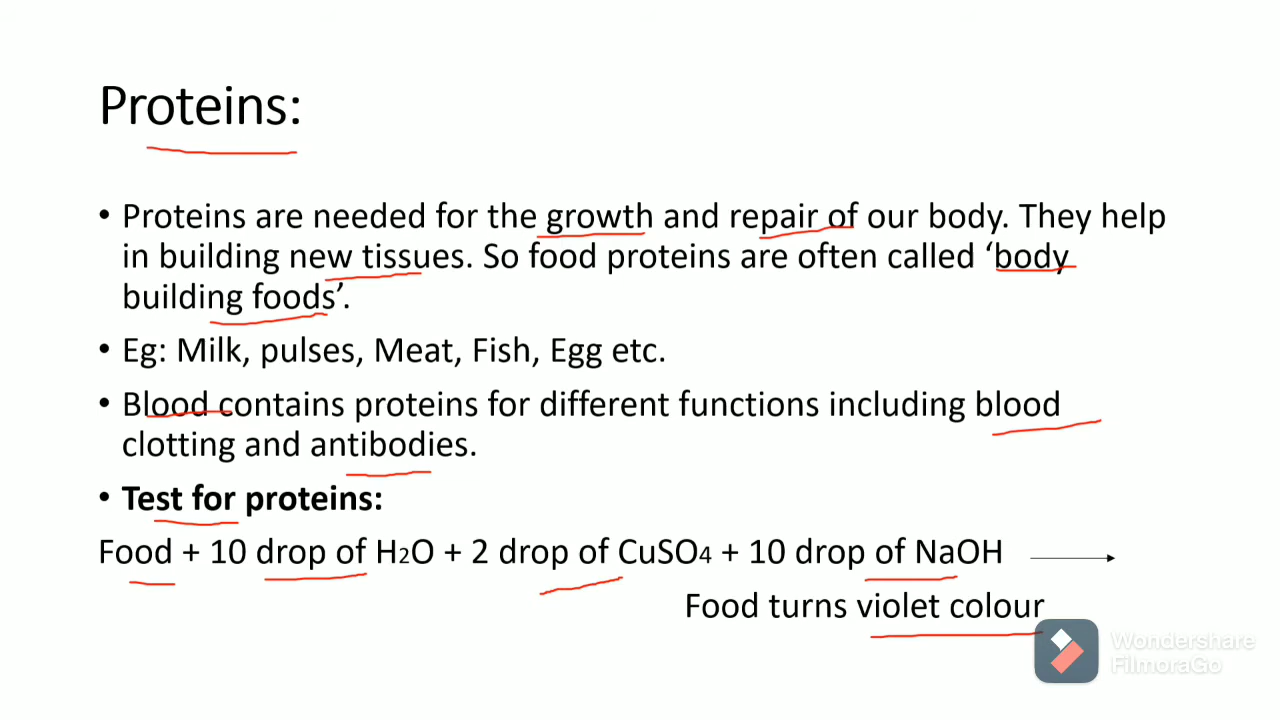 Proteins:
• Proteins are needed for the growth and repair of our body. They help
in building new tissues. So food proteins are often called ‘body
building foods’.
• Eg: Milk, pulses, Meat, Fish, Egg etc.
• Blood contains proteins for different functions including blood
clotting and antibodies.
• Test for proteins:
Food + 10 drop of H₂O + 2 drop of CuSO₄ + 10 drop of NaOH →
Food turns violet colour
Wondershare
FilmoraGo